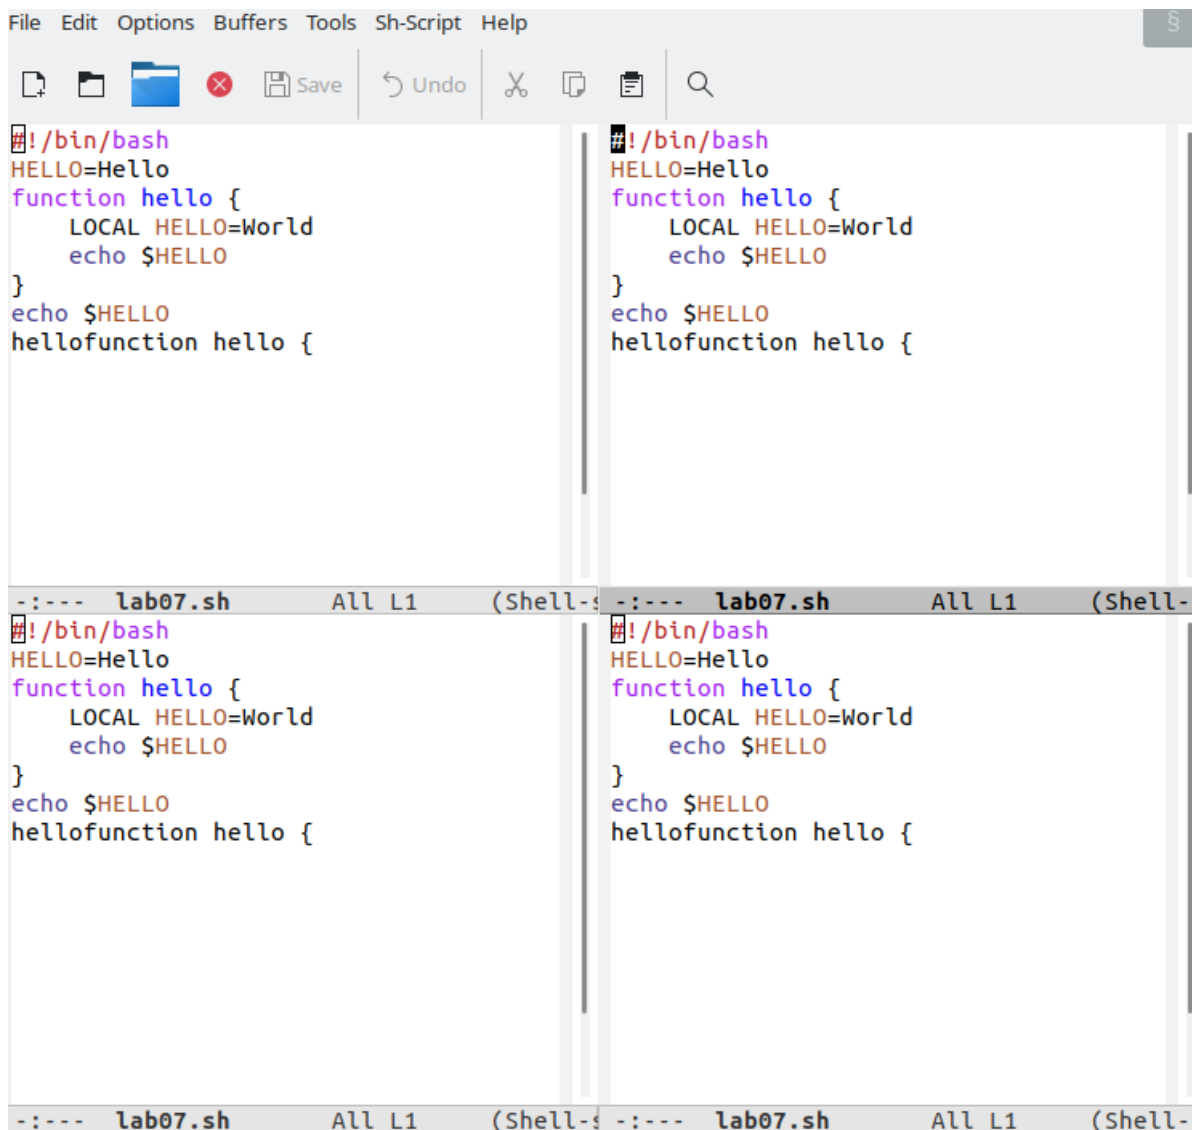 File Edit Options Buffers Tools Sh-Script Help
§
Save Undo
#!/bin/bash
HELLO=Hello
function hello {
    LOCAL HELLO=World
    echo $HELLO
}
echo $HELLO
hellofunction hello {
-:--- lab07.sh All L1 (Shell-s
#!/bin/bash
HELLO=Hello
function hello {
    LOCAL HELLO=World
    echo $HELLO
}
echo $HELLO
hellofunction hello {
-:--- lab07.sh All L1 (Shell-
#!/bin/bash
HELLO=Hello
function hello {
    LOCAL HELLO=World
    echo $HELLO
}
echo $HELLO
hellofunction hello {
-:--- lab07.sh All L1 (Shell-s
#!/bin/bash
HELLO=Hello
function hello {
    LOCAL HELLO=World
    echo $HELLO
}
echo $HELLO
hellofunction hello {
-:--- lab07.sh All L1 (Shell-